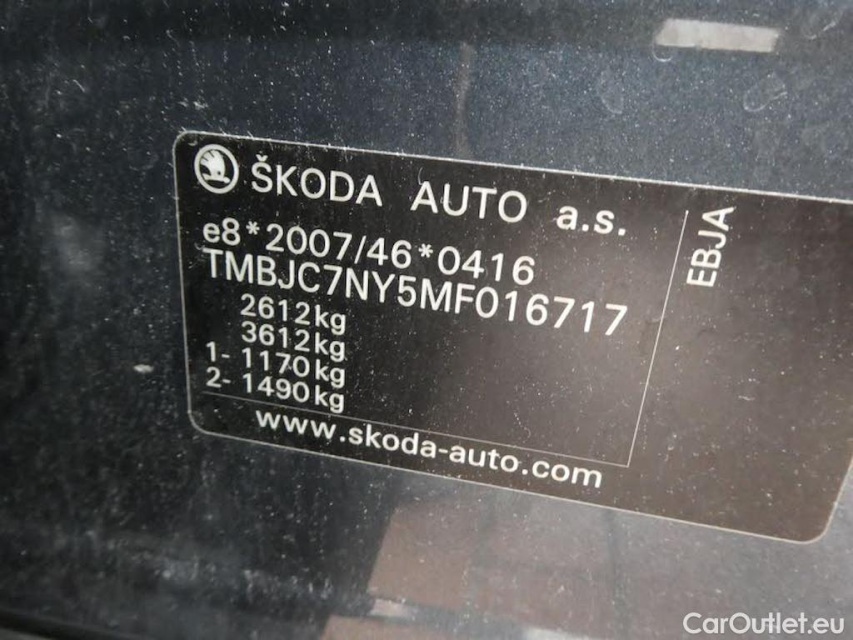 ŠKODA AUTO a.s.
e8*2007/46*0416
TMBJC7NY5MF016717
2612kg
3612kg
1- 1170kg
2- 1490kg
www.skoda-auto.com
EBJA
CarOutlet.eu